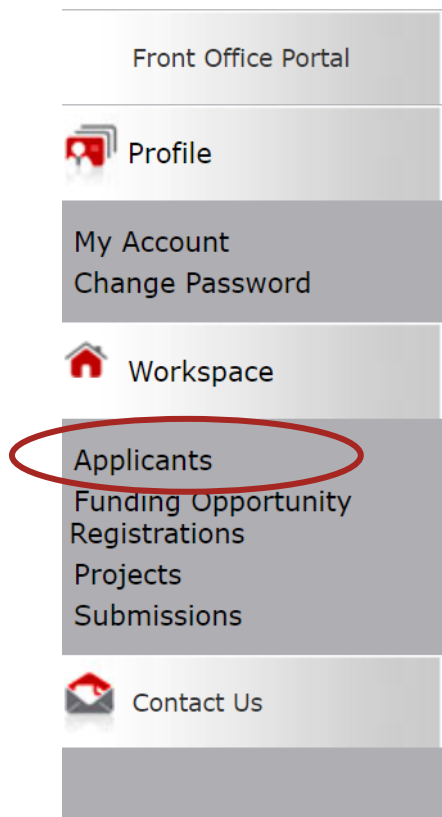 Front Office Portal
Profile
My Account
Change Password
Workspace
Applicants
Funding Opportunity
Registrations
Projects
Submissions
Contact Us